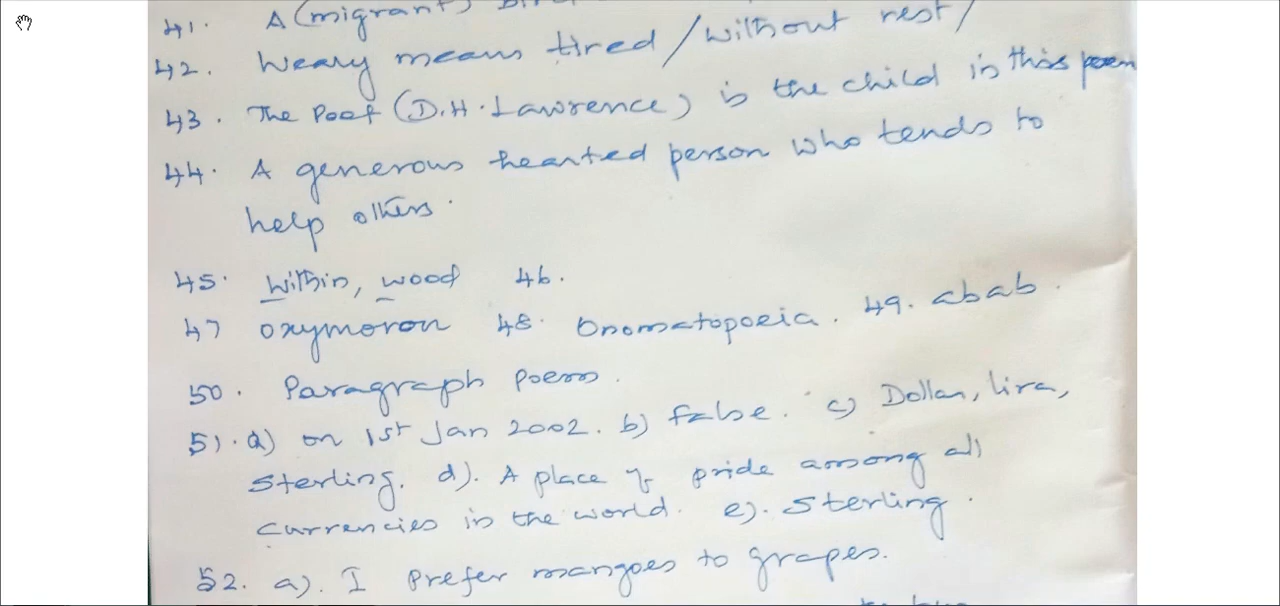 41. A (migrant)
42. Weary means tired / without rest /
43. The Poet (D.H. Lawrence) is the child in this poem
44. A generous hearted person who tends to
help others.
45. Within, wood 46.
47 oxymoron 48. Onomatopoeia. 49. abab.
50. Paragraph Poem.
51. a) on 1st Jan 2002. b) false. c) Dollar, lira,
Sterling. d). A place of pride among all
currencies in the world. e). Sterling.
52. a). I prefer mangoes to grapes.